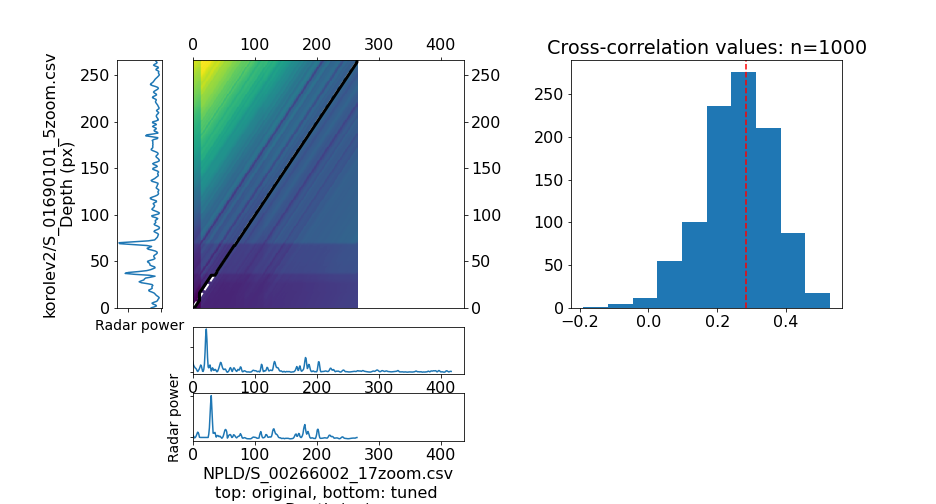 0 100 200 300 400
Cross-correlation values: n=1000
korolev2/S_01690101_5zoom.csv
Depth (px)
250
200
150
100
50
0
250
200
150
100
50
0
250
200
150
100
50
0
−0.2 0.0 0.2 0.4
Radar power
0 100 200 300 400
Radar power
0 100 200 300 400
NPLD/S_00266002_17zoom.csv
top: original, bottom: tuned